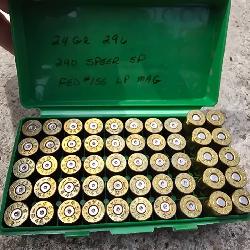 24 GR 296
240 SPEER SP
FED #155 LP MAG